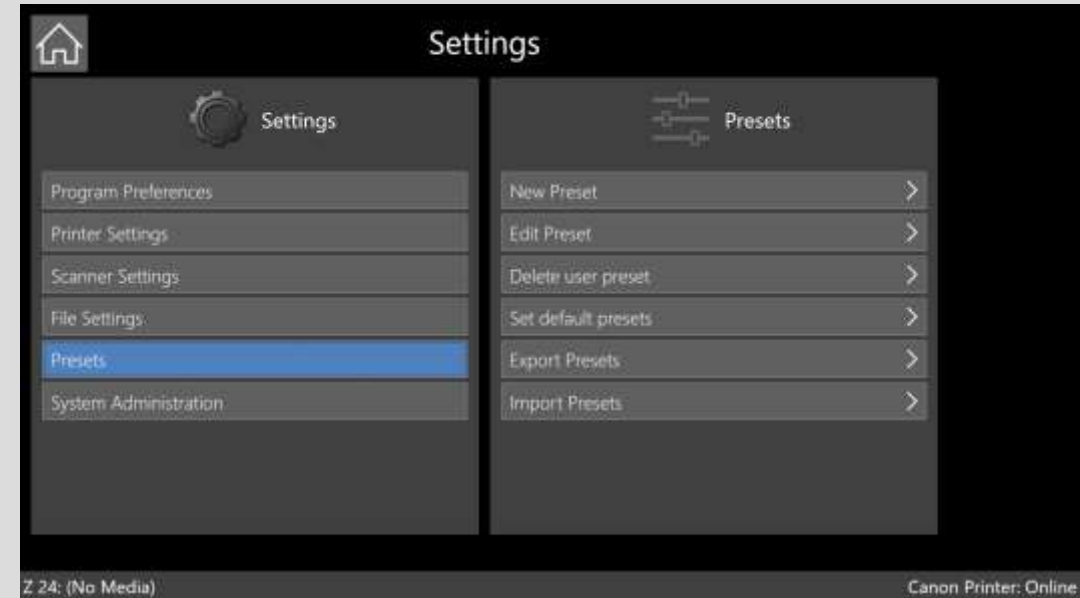 Settings
Settings
Program Preferences
Printer Settings
Scanner Settings
File Settings
Presets
System Administration
Presets
New Preset
Edit Preset
Delete user preset
Set default presets
Export Presets
Import Presets
Z 24: (No Media)
Canon Printer: Online